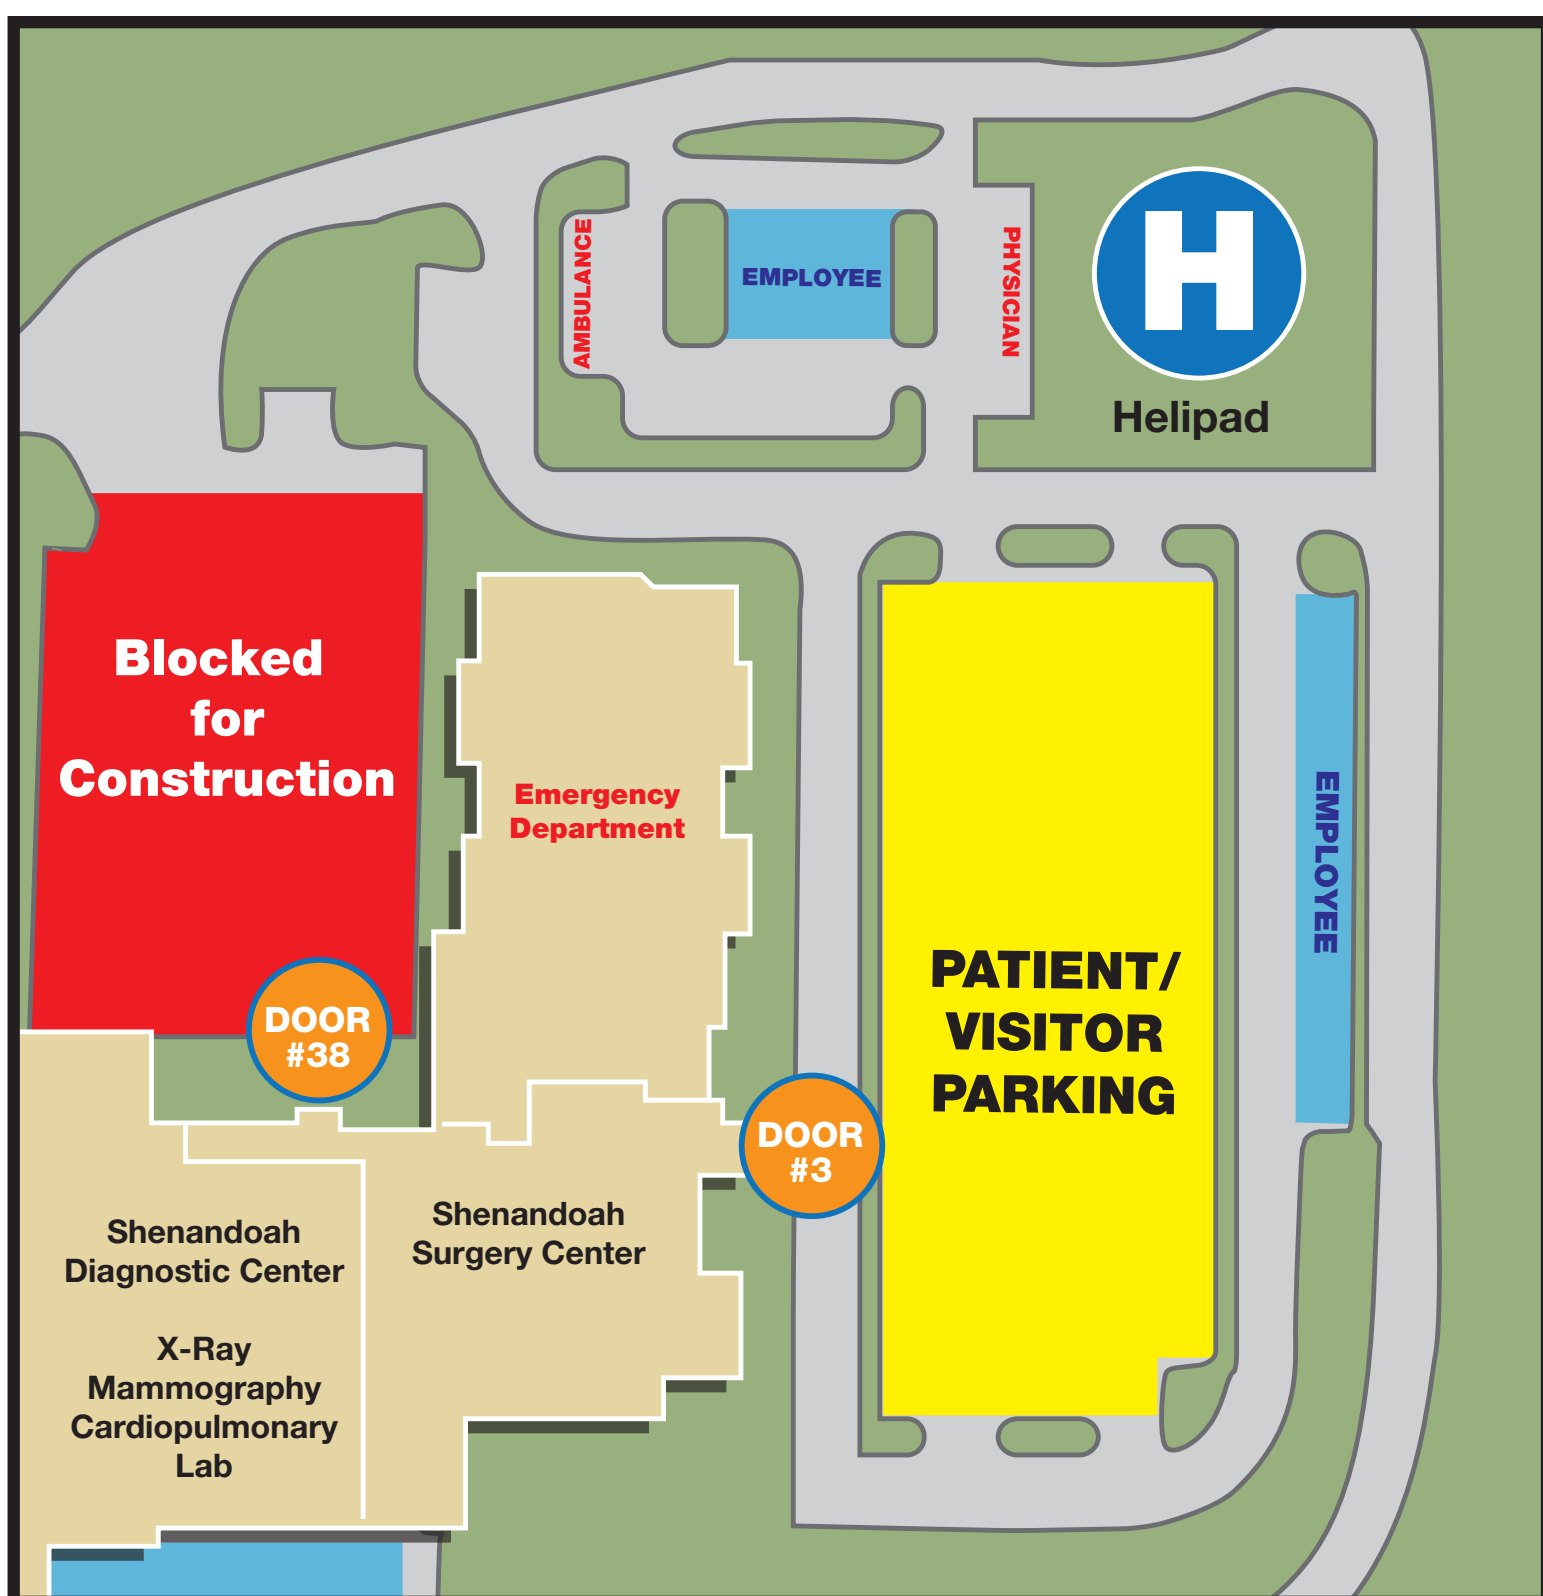 AMBULANCE
EMPLOYEE
PHYSICIAN
H
Helipad
Blocked
for
Construction
Emergency
Department
EMPLOYEE
PATIENT/
VISITOR
PARKING
DOOR
#38
DOOR
#3
Shenandoah
Surgery Center
Shenandoah
Diagnostic Center
X-Ray
Mammography
Cardiopulmonary
Lab